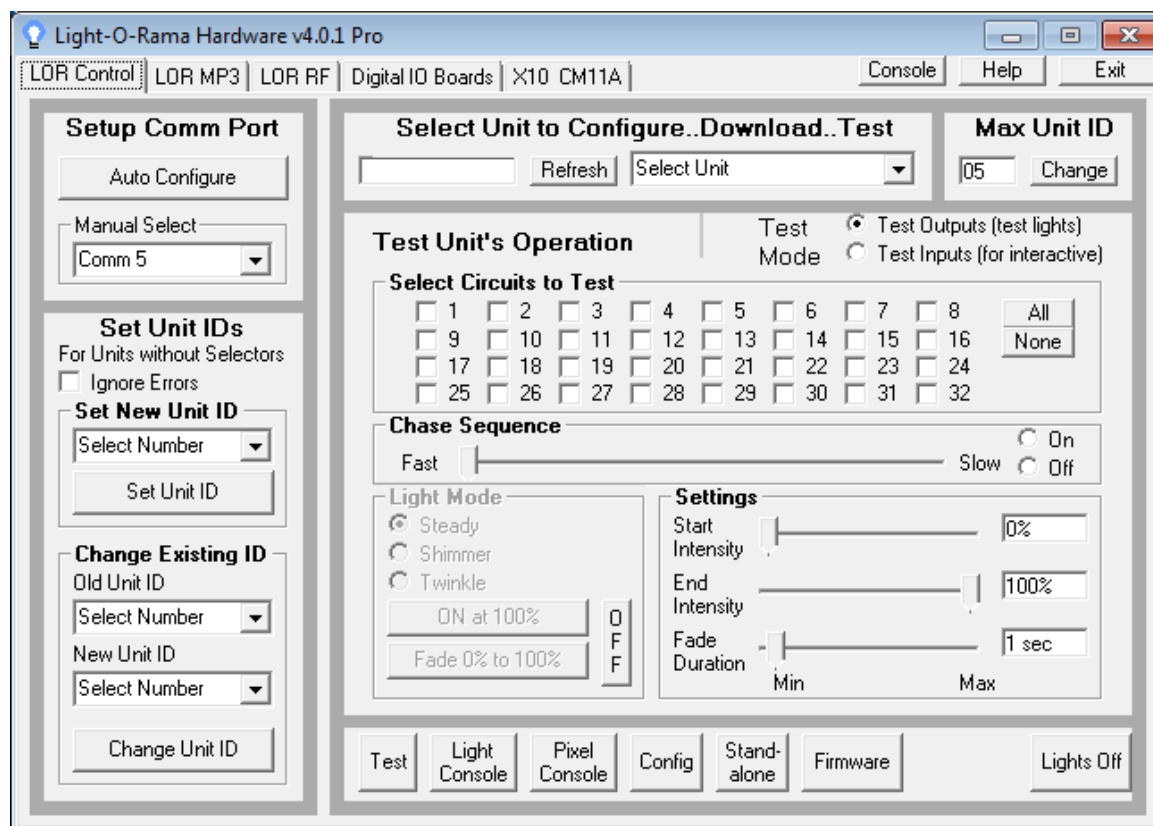 Light-O-Rama Hardware v4.0.1 Pro
LOR Control LOR MP3 LOR RF Digital IO Boards X10 CM11A Console Help Exit
Setup Comm Port
Auto Configure
Manual Select
Comm 5
Set Unit IDs
For Units without Selectors
Ignore Errors
Set New Unit ID
Select Number
Set Unit ID
Change Existing ID
Old Unit ID
Select Number
New Unit ID
Select Number
Change Unit ID
Select Unit to Configure..Download..Test
Refresh Select Unit
Max Unit ID
05 Change
Test Unit's Operation
Test Mode
Test Outputs (test lights)
Test Inputs (for interactive)
Select Circuits to Test
1 2 3 4 5 6 7 8 All
9 10 11 12 13 14 15 16 None
17 18 19 20 21 22 23 24
25 26 27 28 29 30 31 32
Chase Sequence
Fast Slow
On
Off
Light Mode
Steady
Shimmer
Twinkle
ON at 100%
Fade 0% to 100%
OFF
Settings
Start Intensity 0%
End Intensity 100%
Fade Duration 1 sec
Min Max
Test Light Console Pixel Console Config Stand-alone Firmware Lights Off